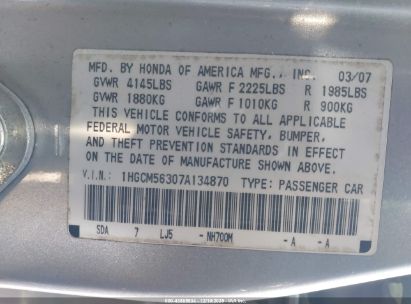 MFD. BY HONDA OF AMERICA MFG., INC. 03/07
GVWR 4145LBS GAWR F 2225LBS R 1985LBS
GVWR 1880KG GAWR F 1010KG R 900KG
THIS VEHICLE CONFORMS TO ALL APPLICABLE
FEDERAL MOTOR VEHICLE SAFETY, BUMPER,
AND THEFT PREVENTION STANDARDS IN EFFECT ON
THE DATE OF MANUFACTURE SHOWN ABOVE.
V.I.N.: 1HGCM56307A134870 TYPE: PASSENGER CAR
SDA 7 LJ5 -NH700M -A -A